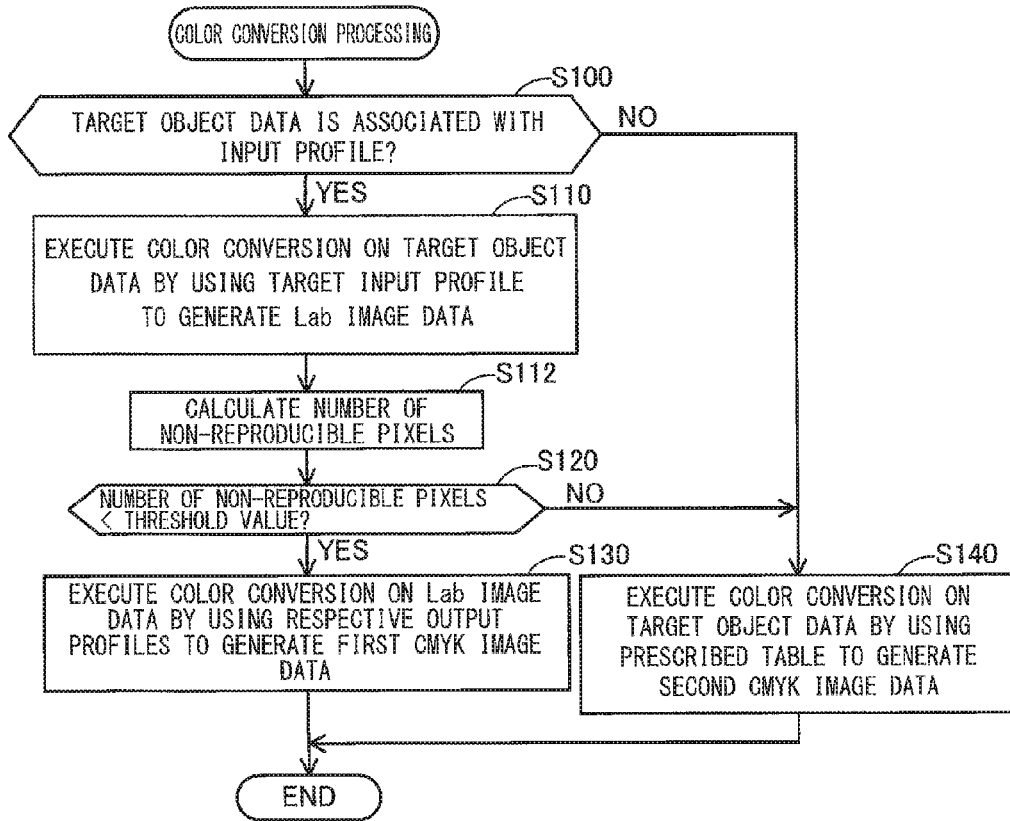 COLOR CONVERSION PROCESSING
S100
TARGET OBJECT DATA IS ASSOCIATED WITH
INPUT PROFILE?
NO
YES
S110
EXECUTE COLOR CONVERSION ON TARGET OBJECT
DATA BY USING TARGET INPUT PROFILE
TO GENERATE Lab IMAGE DATA
S112
CALCULATE NUMBER OF
NON-REPRODUCIBLE PIXELS
S120
NUMBER OF NON-REPRODUCIBLE PIXELS
< THRESHOLD VALUE?
NO
YES
S130
EXECUTE COLOR CONVERSION ON Lab IMAGE
DATA BY USING RESPECTIVE OUTPUT
PROFILES TO GENERATE FIRST CMYK IMAGE
DATA
S140
EXECUTE COLOR CONVERSION ON
TARGET OBJECT DATA BY USING
PRESCRIBED TABLE TO GENERATE
SECOND CMYK IMAGE DATA
END